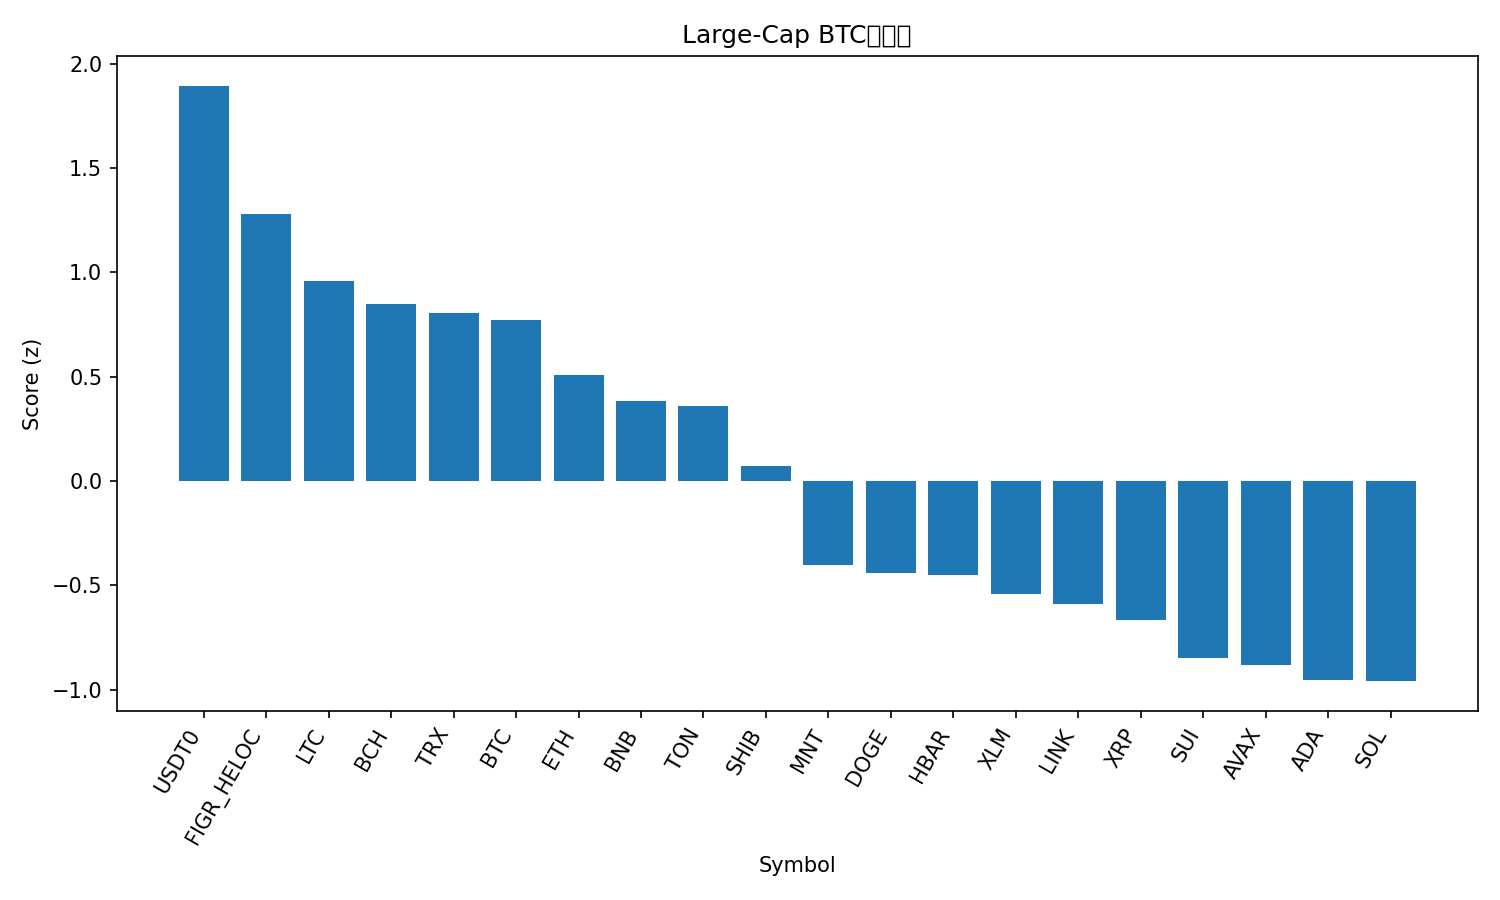 Large-Cap BTC
Score (z)
2.0
1.5
1.0
0.5
0.0
−0.5
−1.0
USDT0
FIGR_HELOC
LTC
BCH
TRX
BTC
ETH
BNB
TON
SHIB
MNT
DOGE
HBAR
XLM
LINK
XRP
SUI
AVAX
ADA
SOL
Symbol